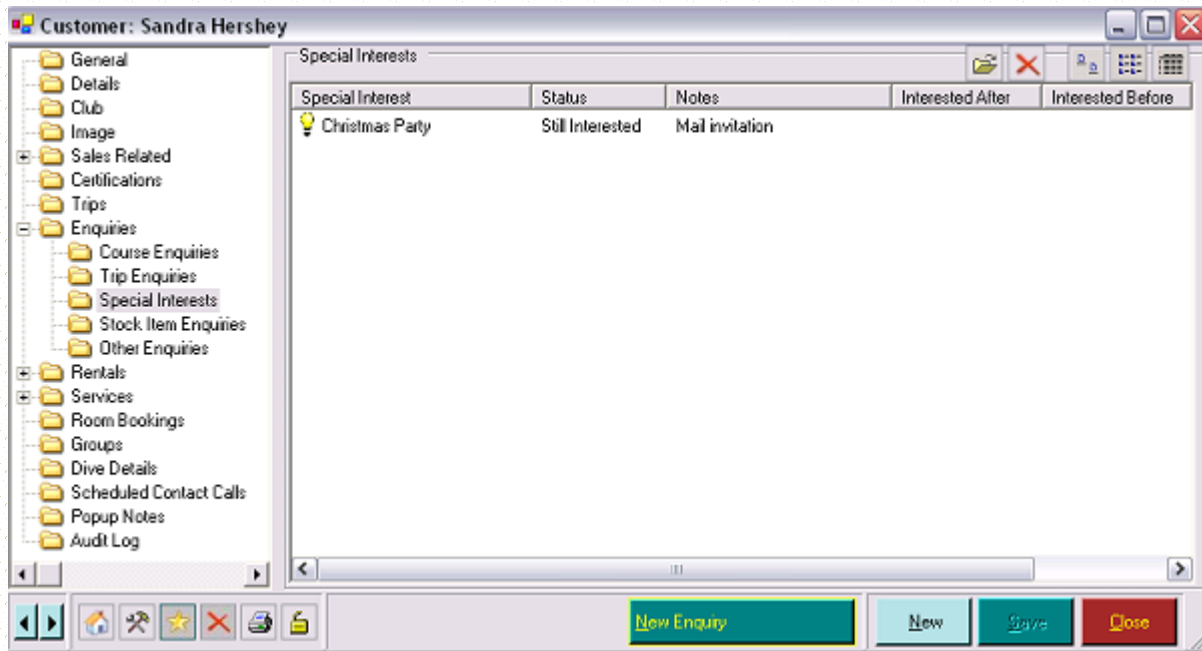 Customer: Sandra Hershey
General
Details
Club
Image
Sales Related
Certifications
Trips
Enquiries
Course Enquiries
Trip Enquiries
Special Interests
Stock Item Enquiries
Other Enquiries
Rentals
Services
Room Bookings
Groups
Dive Details
Scheduled Contact Calls
Popup Notes
Audit Log
Special Interests
Special Interest Status Notes Interested After Interested Before
Christmas Party Still Interested Mail invitation
New Enquiry New Save Close